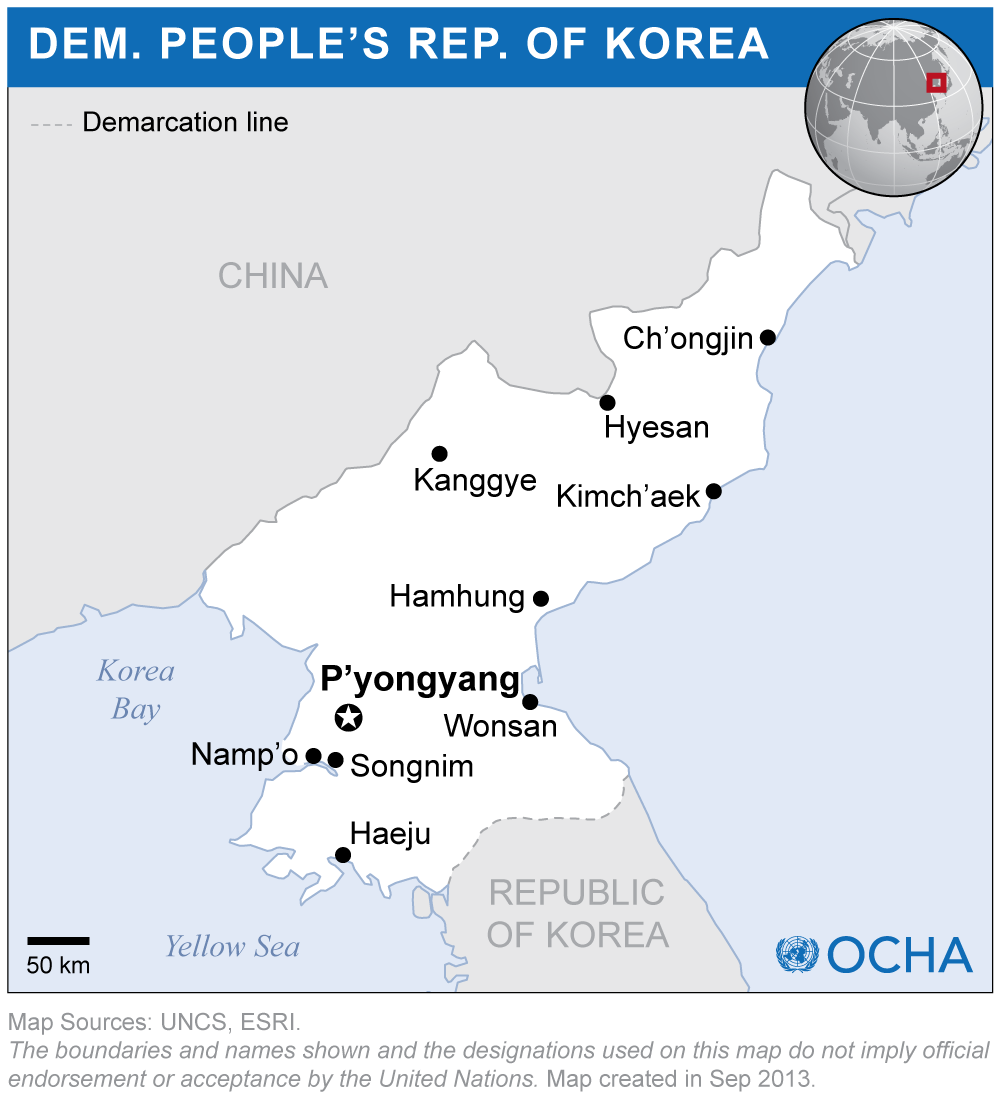 DEM. PEOPLE’S REP. OF KOREA
Demarcation line
CHINA
Ch’ongjin
Hyesan
Kanggye
Kimch’aek
Hamhung
Korea
Bay
P’yongyang
Wonsan
Namp’o
Songnim
Haeju
REPUBLIC
OF KOREA
Yellow Sea
50 km
OCHA
Map Sources: UNCS, ESRI.
The boundaries and names shown and the designations used on this map do not imply official
endorsement or acceptance by the United Nations. Map created in Sep 2013.